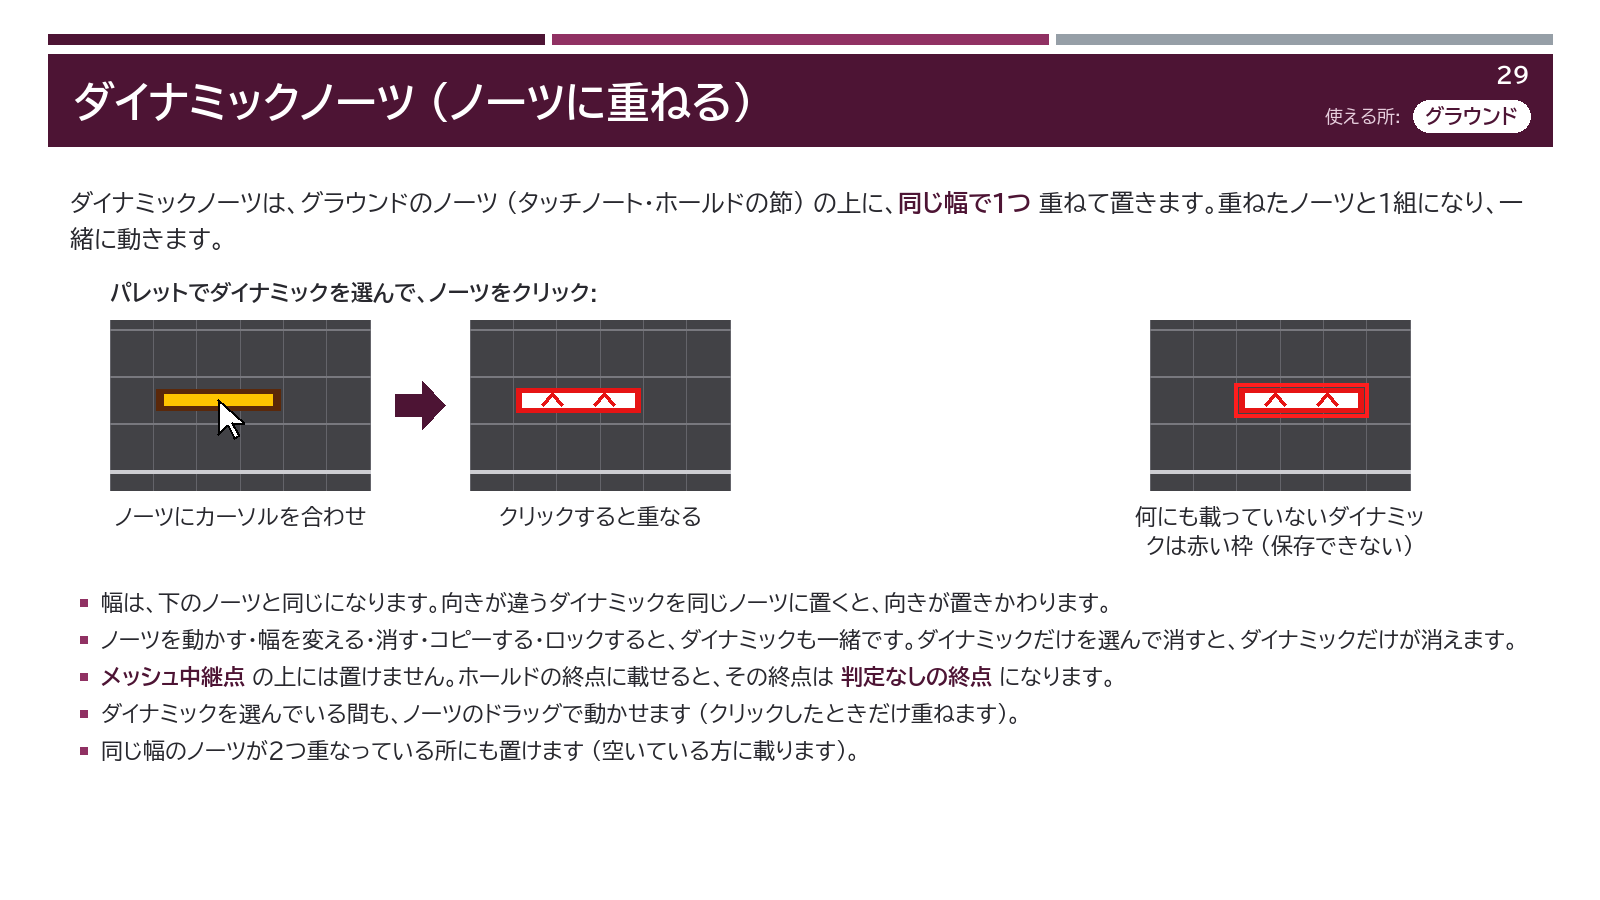 ダイナミックノーツ（ノーツに重ねる）
29
使える所: グラウンド
ダイナミックノーツは、グラウンドのノーツ（タッチノート・ホールドの節）の上に、同じ幅で1つ 重ねて置きます。重ねたノーツと1組になり、一
緒に動きます。
パレットでダイナミックを選んで、ノーツをクリック:
ノーツにカーソルを合わせ
クリックすると重なる
何にも載っていないダイナミッ
クは赤い枠（保存できない）
幅は、下のノーツと同じになります。向きが違うダイナミックを同じノーツに置くと、向きが置きかわります。
ノーツを動かす・幅を変える・消す・コピーする・ロックすると、ダイナミックも一緒です。ダイナミックだけを選んで消すと、ダイナミックだけが消えます。
メッシュ中継点 の上には置けません。ホールドの終点に載せると、その終点は 判定なしの終点 になります。
ダイナミックを選んでいる間も、ノーツのドラッグで動かせます（クリックしたときだけ重ねます）。
同じ幅のノーツが2つ重なっている所にも置けます（空いている方に載ります）。